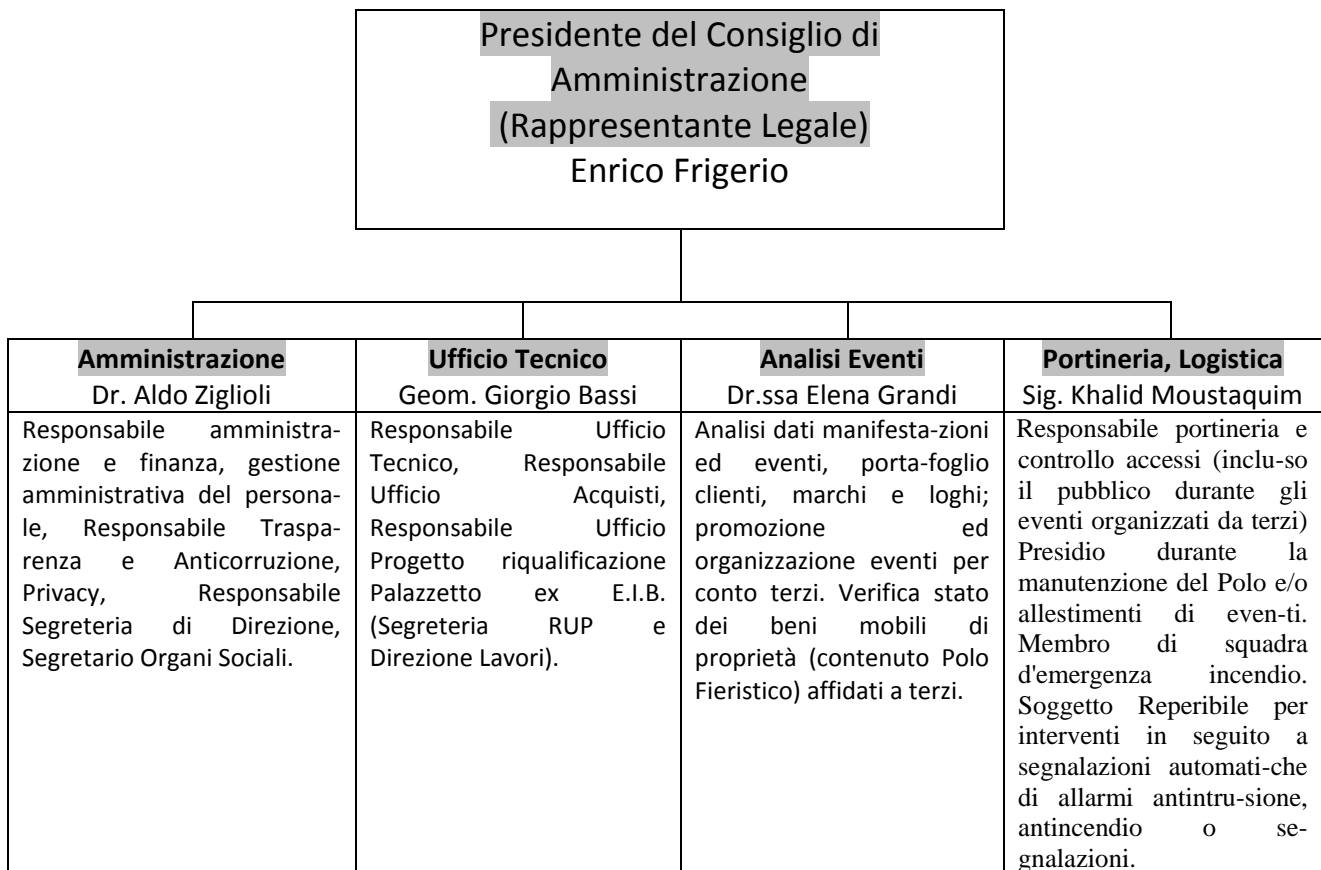 Presidente del Consiglio di
Amministrazione
(Rappresentante Legale)
Enrico Frigerio
Amministrazione
Dr. Aldo Ziglioli
Responsabile amministra-
zione e finanza, gestione
amministrativa del persona-
le, Responsabile Traspa-
renza e Anticorruzione,
Privacy, Responsabile
Segreteria di Direzione,
Segretario Organi Sociali.
Ufficio Tecnico
Geom. Giorgio Bassi
Responsabile Ufficio
Tecnico, Responsabile
Ufficio Acquisti,
Responsabile Ufficio
Progetto riqualificazione
Palazzetto ex E.I.B.
(Segreteria RUP e
Direzione Lavori).
Analisi Eventi
Dr.ssa Elena Grandi
Analisi dati manifesta-zioni
ed eventi, porta-foglio
clienti, marchi e loghi;
promozione ed
organizzazione eventi per
conto terzi. Verifica stato
dei beni mobili di
proprietà (contenuto Polo
Fieristico) affidati a terzi.
Portineria, Logistica
Sig. Khalid Moustaquim
Responsabile portineria e
controllo accessi (inclu-so
il pubblico durante gli
eventi organizzati da terzi)
Presidio durante la
manutenzione del Polo e/o
allestimenti di even-ti.
Membro di squadra
d'emergenza incendio.
Soggetto Reperibile per
interventi in seguito a
segnalazioni automati-che
di allarmi antintru-sione,
antincendio o se-
gnalazioni.